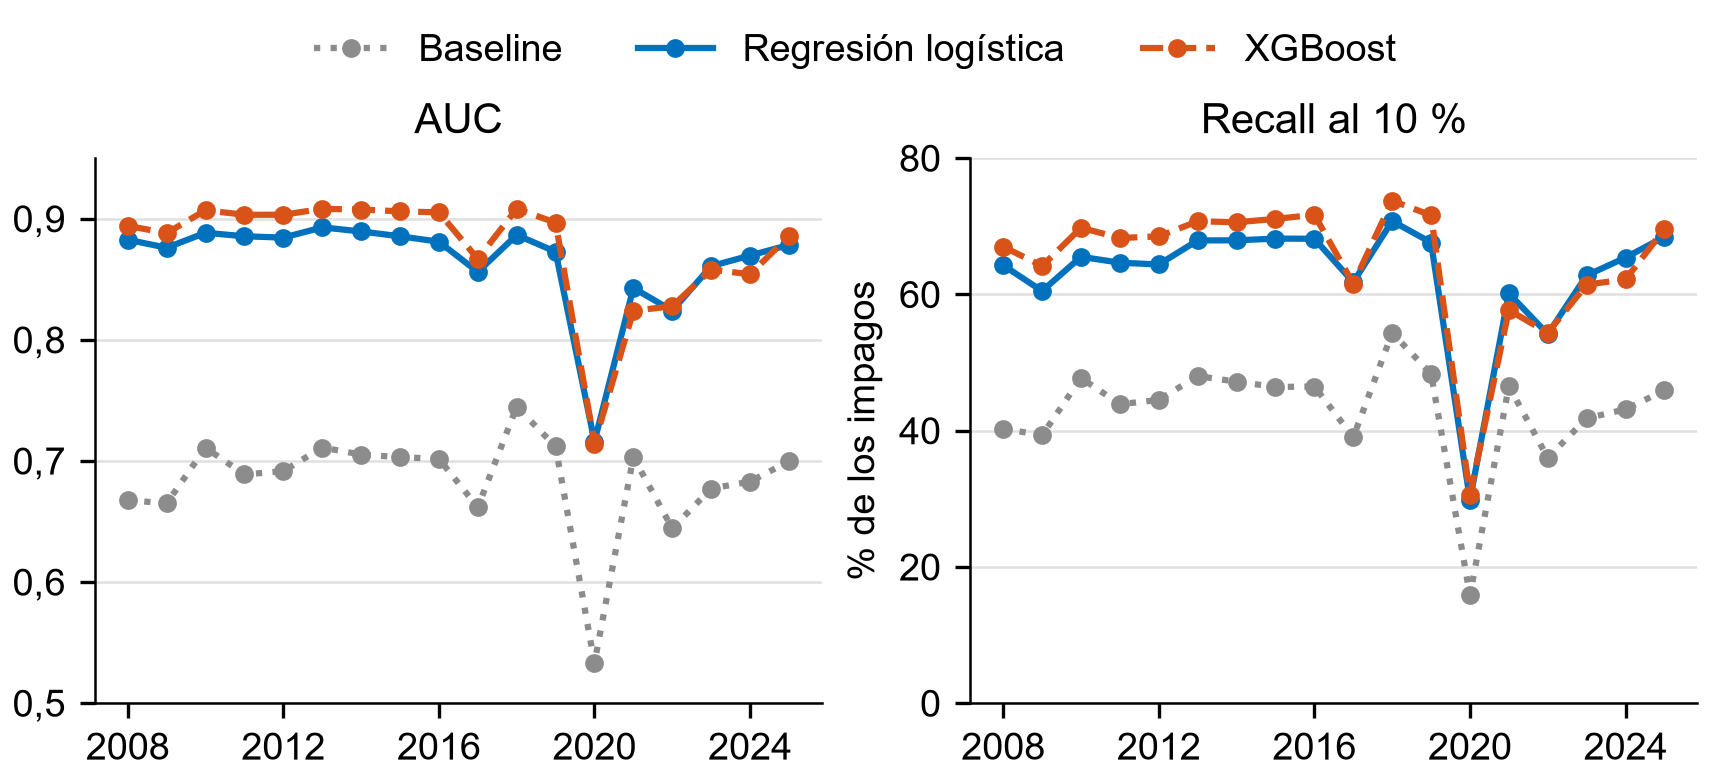 Baseline
Regresión logística
XGBoost
AUC
0,9
0,8
0,7
0,6
0,5
2008 2012 2016 2020 2024
Recall al 10 %
% de los impagos
80
60
40
20
0
2008 2012 2016 2020 2024